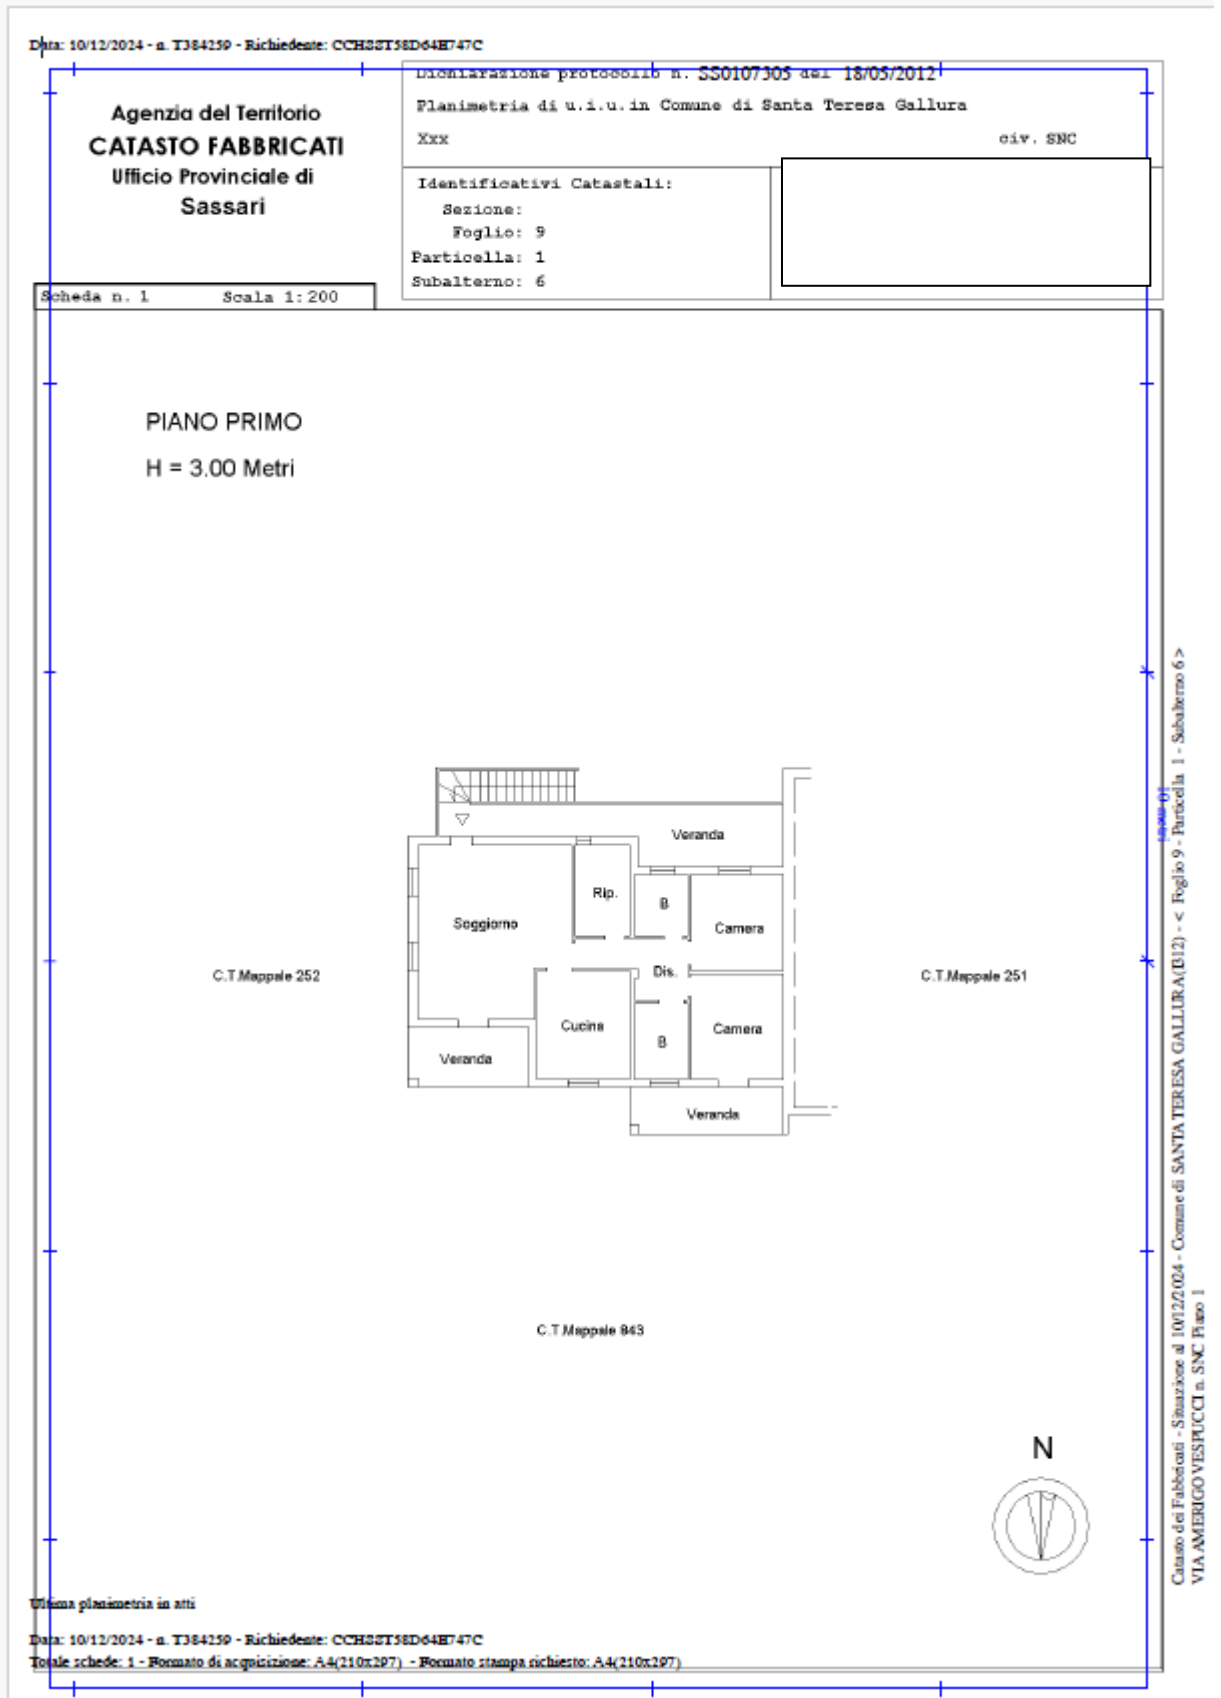 Data: 10/12/2024 - n. T384259 - Richiedente: CCHSST58D64H747C
Dichiarazione protocollo n. SS0107305 del 18/05/2012
Agenzia del Territorio
CATASTO FABBRICATI
Ufficio Provinciale di
Sassari
Planimetria di u.i.u. in Comune di Santa Teresa Gallura
Xxx civ. SNC
Identificativi Catastali:
Sezione:
Foglio: 9
Particella: 1
Subalterno: 6
Scheda n. 1 Scala 1:200
PIANO PRIMO
H = 3.00 Metri
Veranda
Rip.
B
Soggiorno
Camera
Dis.
C.T.Mappale 252
C.T.Mappale 251
Cucina
Camera
B
Veranda
Veranda
C.T.Mappale 843
N
10 metri
Catasto dei Fabbricati - Situazione al 10/12/2024 - Comune di SANTA TERESA GALLURA(I312) - < Foglio 9 - Particella 1 - Subalterno 6 >
VIA AMERIGO VESPUCCI n. SNC Piano 1
Ultima planimetria in atti
Data: 10/12/2024 - n. T384259 - Richiedente: CCHSST58D64H747C
Totale schede: 1 - Formato di acquisizione: A4(210x297) - Formato stampa richiesto: A4(210x297)